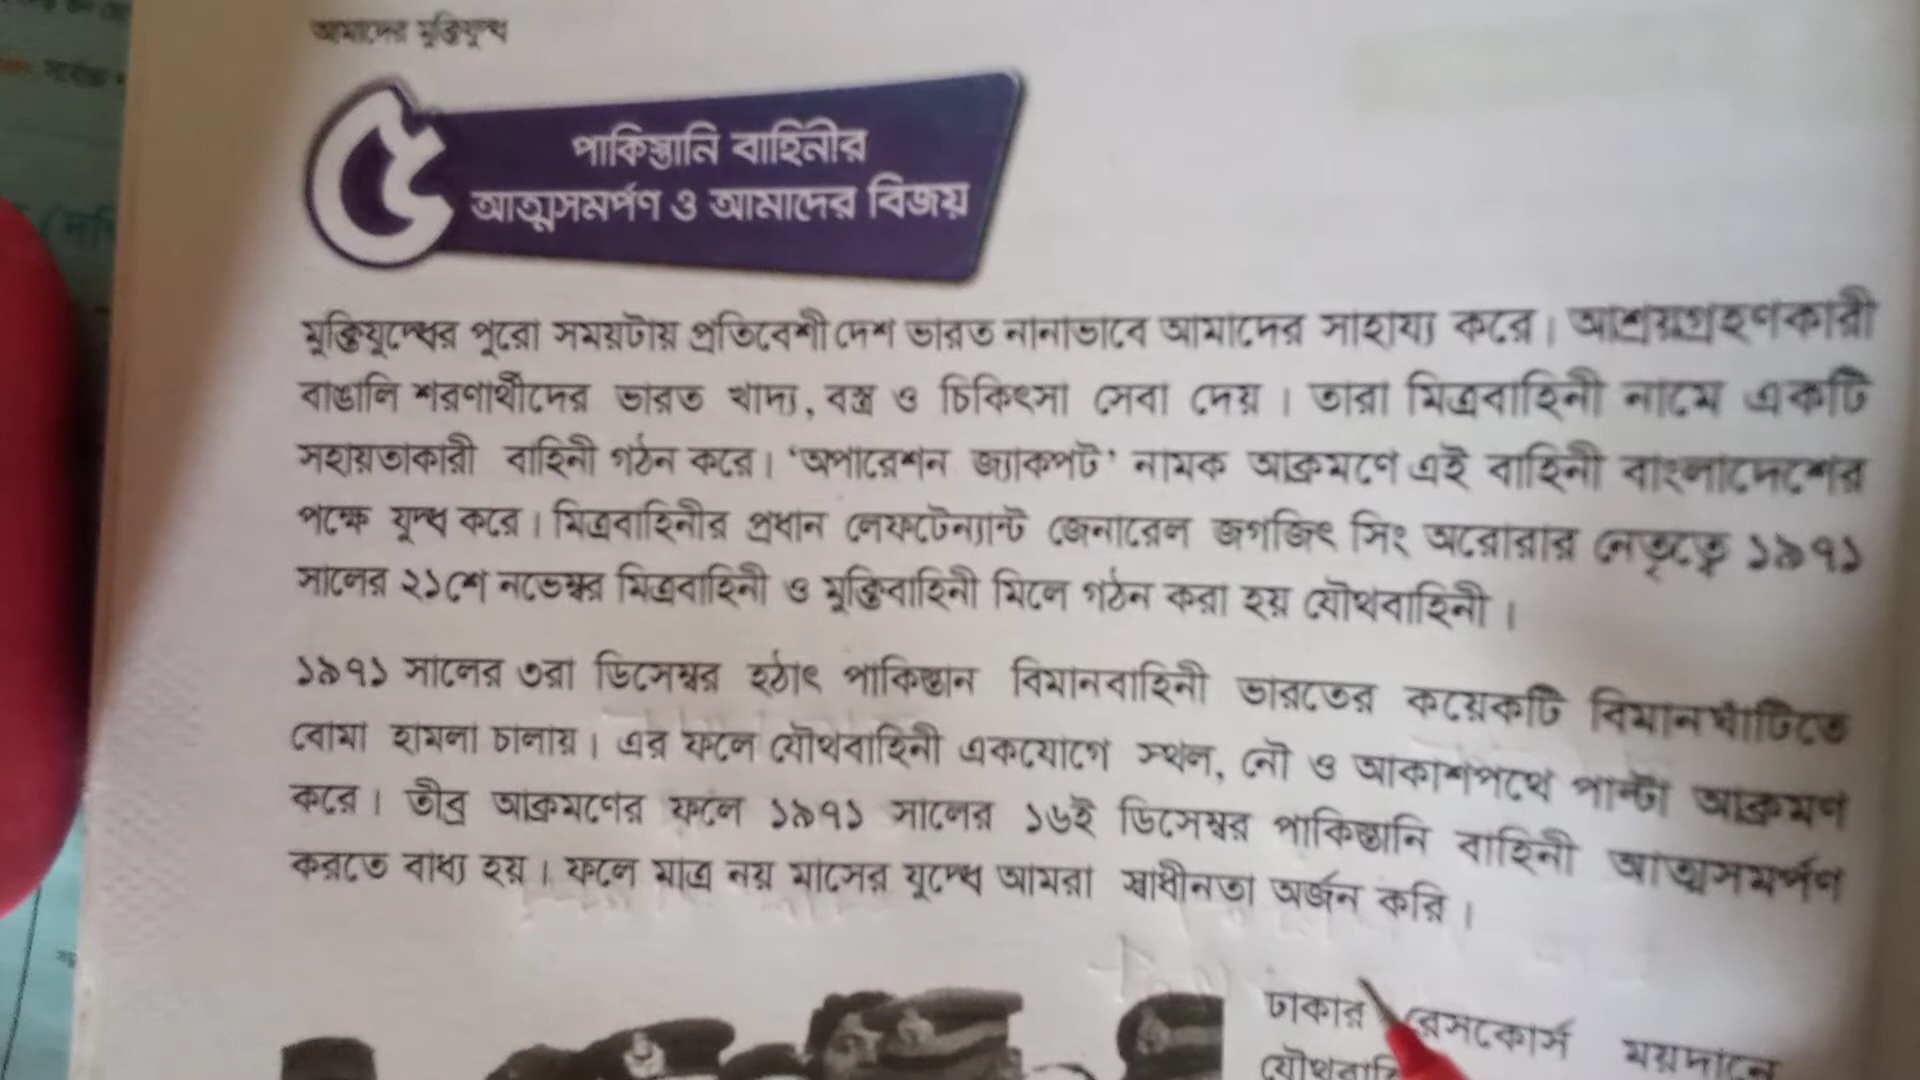 আমাদের মুক্তিযুদ্ধ
৫
পাকিস্তানি বাহিনীর
আত্মসমর্পণ ও আমাদের বিজয়
মুক্তিযুদ্ধের পুরো সময়টায় প্রতিবেশী দেশ ভারত নানাভাবে আমাদের সাহায্য করে। আশ্রয়গ্রহণকারী
বাঙালি শরণার্থীদের ভারত খাদ্য, বস্ত্র ও চিকিৎসা সেবা দেয়। তারা মিত্রবাহিনী নামে একটি
সহায়তাকারী বাহিনী গঠন করে। ‘অপারেশন জ্যাকপট’ নামক আক্রমণে এই বাহিনী বাংলাদেশের
পক্ষে যুদ্ধ করে। মিত্রবাহিনীর প্রধান লেফটেন্যান্ট জেনারেল জগজিৎ সিং অরোরার নেতৃত্বে ১৯৭১
সালের ২১শে নভেম্বর মিত্রবাহিনী ও মুক্তিবাহিনী মিলে গঠন করা হয় যৌথবাহিনী।
১৯৭১ সালের ৩রা ডিসেম্বর হঠাৎ পাকিস্তান বিমানবাহিনী ভারতের কয়েকটি বিমানঘাঁটিতে
বোমা হামলা চালায়। এর ফলে যৌথবাহিনী একযোগে স্থল, নৌ ও আকাশপথে পাল্টা আক্রমণ
করে। তীব্র আক্রমণের ফলে ১৯৭১ সালের ১৬ই ডিসেম্বর পাকিস্তানি বাহিনী আত্মসমর্পণ
করতে বাধ্য হয়। ফলে মাত্র নয় মাসের যুদ্ধে আমরা স্বাধীনতা অর্জন করি।
ঢাকার রেসকোর্স ময়দানে